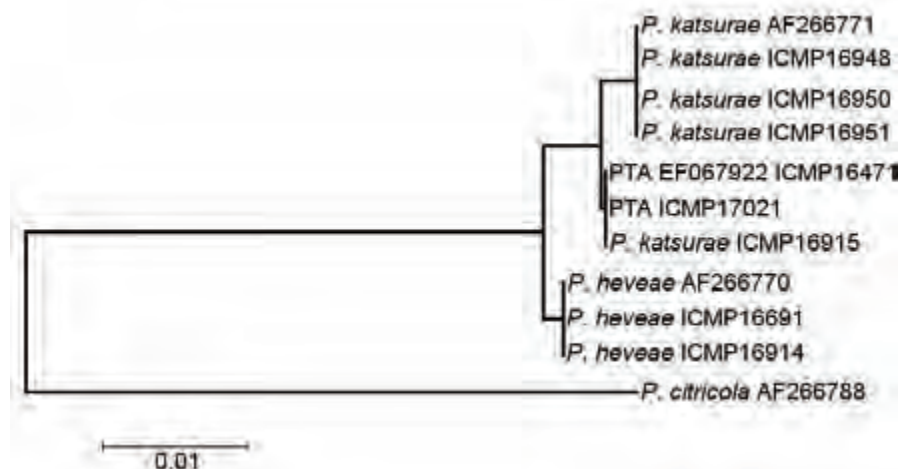 P. katsurae AF266771
P. katsurae ICMP16948
P. katsurae ICMP16950
P. katsurae ICMP16951
PTA EF067922 ICMP16471
PTA ICMP17021
P. katsurae ICMP16915
P. heveae AF266770
P. heveae ICMP16691
P. heveae ICMP16914
P. citricola AF266788
0.01